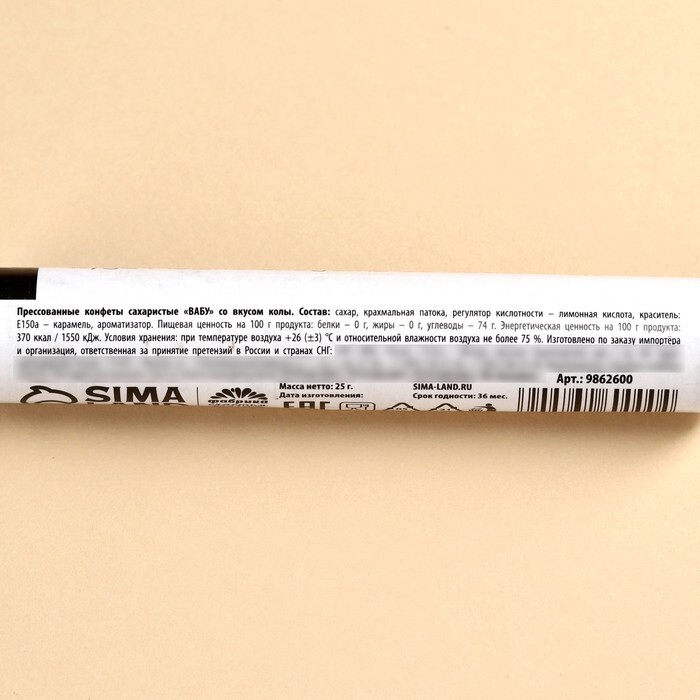 Прессованные конфеты сахаристые «ВАБУ» со вкусом колы. Состав: сахар, крахмальная патока, регулятор кислотности – лимонная кислота, краситель:
Е150а – карамель, ароматизатор. Пищевая ценность на 100 г продукта: белки – 0 г, жиры – 0 г, углеводы – 74 г. Энергетическая ценность на 100 г продукта:
370 ккал / 1550 кДж. Условия хранения: при температуре воздуха +26 (±3) °С и относительной влажности воздуха не более 75 %. Изготовлено по заказу импортёра
и организация, ответственная за принятие претензий в России и странах СНГ:
Арт.: 9862600
SIMA
LAND
фабрика
Масса нетто: 25 г.
Дата изготовления:
EAC
SIMA-LAND.RU
Срок годности: 36 мес.